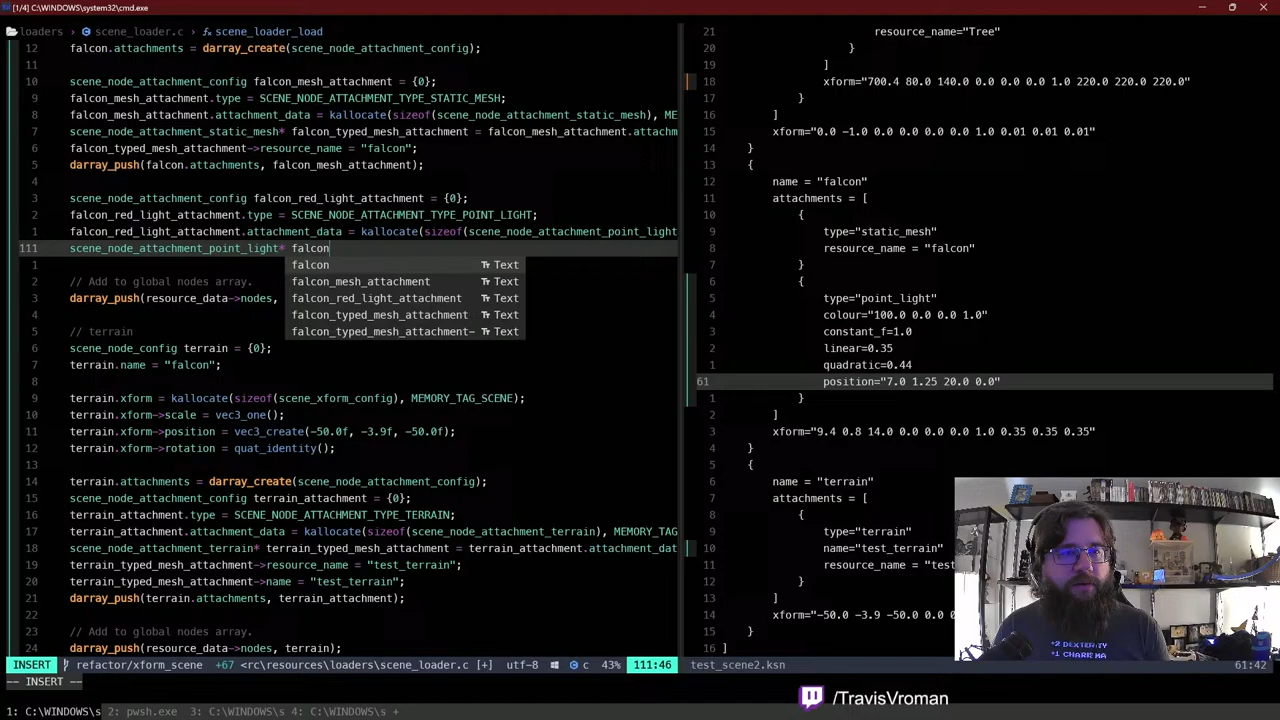 [1/4] C:\WINDOWS\system32\cmd.exe
loaders › scene_loader.c › scene_loader_load
12 falcon.attachments = darray_create(scene_node_attachment_config);
11
10 scene_node_attachment_config falcon_mesh_attachment = {0};
9 falcon_mesh_attachment.type = SCENE_NODE_ATTACHMENT_TYPE_STATIC_MESH;
8 falcon_mesh_attachment.attachment_data = kallocate(sizeof(scene_node_attachment_static_mesh), ME
7 scene_node_attachment_static_mesh* falcon_typed_mesh_attachment = falcon_mesh_attachment.attachm
6 falcon_typed_mesh_attachment->resource_name = "falcon";
5 darray_push(falcon.attachments, falcon_mesh_attachment);
4
3 scene_node_attachment_config falcon_red_light_attachment = {0};
2 falcon_red_light_attachment.type = SCENE_NODE_ATTACHMENT_TYPE_POINT_LIGHT;
1 falcon_red_light_attachment.attachment_data = kallocate(sizeof(scene_node_attachment_point_light
111 scene_node_attachment_point_light* falcon
1 falcon Text
2 // Add to global nodes array. falcon_mesh_attachment Text
3 darray_push(resource_data->nodes, falcon_red_light_attachment Text
4 falcon_typed_mesh_attachment Text
5 // terrain falcon_typed_mesh_attachment- Text
6 scene_node_config terrain = {0};
7 terrain.name = "falcon";
8
9 terrain.xform = kallocate(sizeof(scene_xform_config), MEMORY_TAG_SCENE);
10 terrain.xform->scale = vec3_one();
11 terrain.xform->position = vec3_create(-50.0f, -3.9f, -50.0f);
12 terrain.xform->rotation = quat_identity();
13
14 terrain.attachments = darray_create(scene_node_attachment_config);
15 scene_node_attachment_config terrain_attachment = {0};
16 terrain_attachment.type = SCENE_NODE_ATTACHMENT_TYPE_TERRAIN;
17 terrain_attachment.attachment_data = kallocate(sizeof(scene_node_attachment_terrain), MEMORY_TAG
18 scene_node_attachment_terrain* terrain_typed_mesh_attachment = terrain_attachment.attachment_dat
19 terrain_typed_mesh_attachment->resource_name = "test_terrain";
20 terrain_typed_mesh_attachment->name = "test_terrain";
21 darray_push(terrain.attachments, terrain_attachment);
22
23 // Add to global nodes array.
24 darray_push(resource_data->nodes, terrain);
INSERT refactor/xform_scene +67 <rc\resources\loaders\scene_loader.c [+] utf-8 c 43% 111:46
-- INSERT --
21 resource_name="Tree"
20 }
19 ]
18 xform="700.4 80.0 140.0 0.0 0.0 0.0 1.0 220.0 220.0 220.0"
17 }
16 ]
15 xform="0.0 -1.0 0.0 0.0 0.0 0.0 1.0 0.01 0.01 0.01"
14 }
13 {
12 name = "falcon"
11 attachments = [
10 {
9 type="static_mesh"
8 resource_name = "falcon"
7 }
6 {
5 type="point_light"
4 colour="100.0 0.0 0.0 1.0"
3 constant_f=1.0
2 linear=0.35
1 quadratic=0.44
61 position="7.0 1.25 20.0 0.0"
1 }
2 ]
3 xform="9.4 0.8 14.0 0.0 0.0 0.0 1.0 0.35 0.35 0.35"
4 }
5 {
6 name = "terrain"
7 attachments = [
8 {
9 type="terrain"
10 name="test_terrain"
11 resource_name = "tes
12 }
13 ]
14 xform="-50.0 -3.9 -50.0 0.0 0
15 }
16 ]
test_scene2.ksn 61:42
+2 DEXTERITY
+1 CHARISMA
/TravisVroman
1: C:\WINDOWS\s 2: pwsh.exe 3: C:\WINDOWS\s 4: C:\WINDOWS\s +